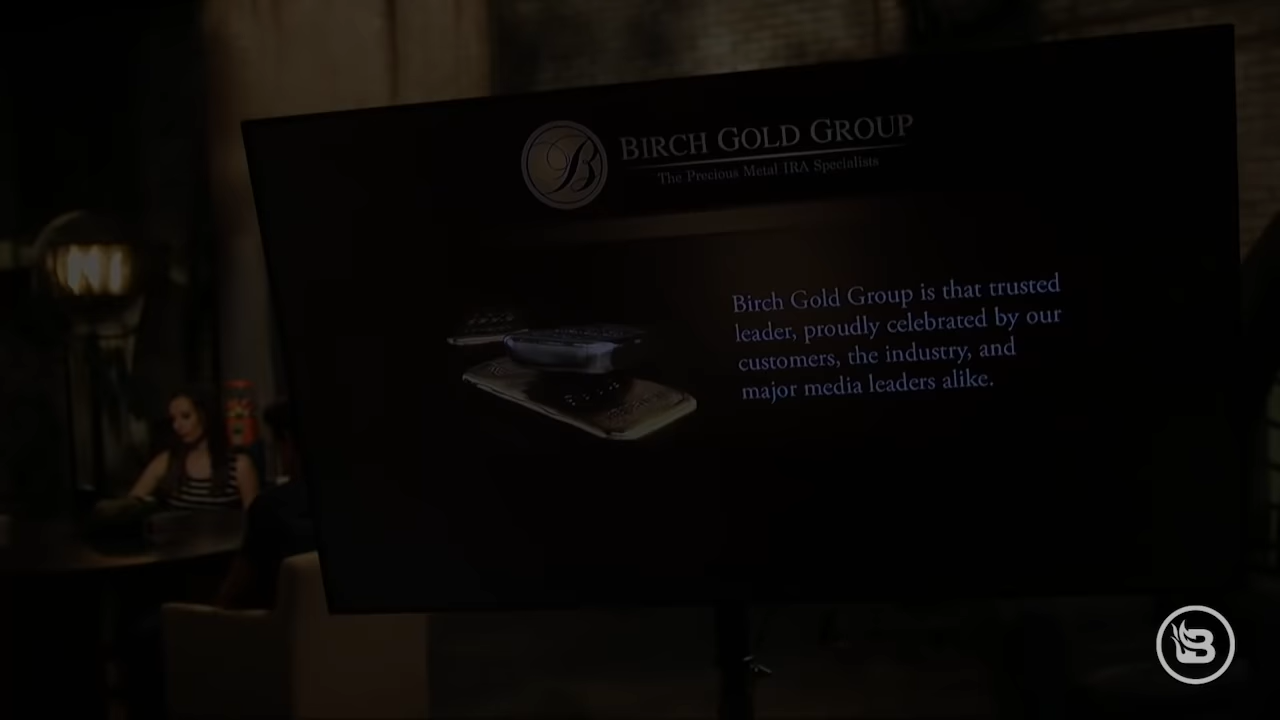 BIRCH GOLD GROUP
The Precious Metal IRA Specialists
Birch Gold Group is that trusted
leader, proudly celebrated by our
customers, the industry, and
major media leaders alike.